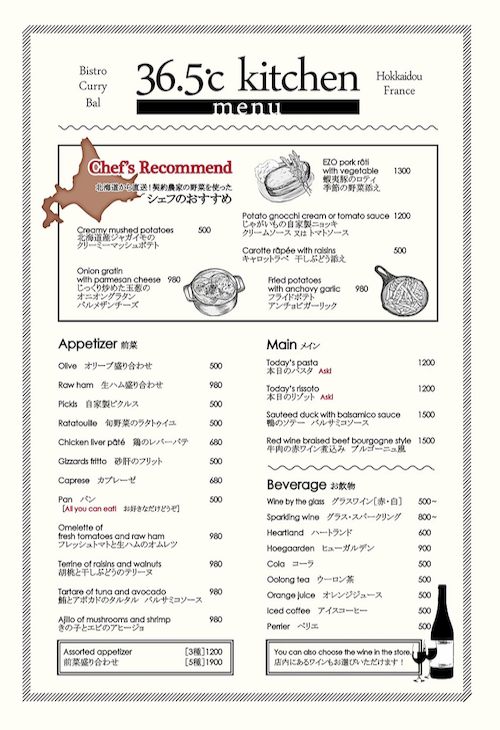 Bistro
Curry
Bal
36.5℃ kitchen
menu
Hokkaidou
France
Chef's Recommend
北海道から直送！契約農家の野菜を使った
シェフのおすすめ
EZO pork rôti
with vegetable 1300
蝦夷豚のロティ
季節の野菜添え
Creamy mushed potatoes 500
北海道産ジャガイモの
クリーミーマッシュポテト
Potato gnocchi cream or tomato sauce 1200
じゃがいもの自家製ニョッキ
クリームソース 又は トマトソース
Carotte râpée with raisins 500
キャロットラペ 干しぶどう添え
Onion gratin
with parmesan cheese 980
じっくり炒めた玉葱の
オニオングラタン
パルメザンチーズ
Fried potatoes
with anchovy garlic 980
フライドポテト
アンチョビガーリック
Appetizer 前菜
Olive オリーブ盛り合わせ 500
Raw ham 生ハム盛り合わせ 980
Pickls 自家製ピクルス 500
Ratatouille 旬野菜のラタトゥイユ 500
Chicken liver pâté 鶏のレバーパテ 680
Gizzards fritto 砂肝のフリット 500
Caprese カプレーゼ 680
Pan パン 500
[All you can eat! お好きなだけどうぞ]
Omelette of
fresh tomatoes and raw ham 980
フレッシュトマトと生ハムのオムレツ
Terrine of raisins and walnuts 980
胡桃と干しぶどうのテリーヌ
Tartare of tuna and avocado 980
鮪とアボカドのタルタル バルサミコソース
Ajillo of mushrooms and shrimp 980
きの子とエビのアヒージョ
Assorted appetizer [3種]1200
前菜盛り合わせ [5種]1900
Main メイン
Today's pasta 1200
本日のパスタ Ask!
Today's rissoto 1200
本日のリゾット Ask!
Sauteed duck with balsamico sauce 1500
鴨のソテー バルサミコソース
Red wine braised beef bourgogne style 1500
牛肉の赤ワイン煮込み ブルゴーニュ風
Beverage お飲物
Wine by the glass グラスワイン[赤・白] 500~
Sparkling wine グラス・スパークリング 800~
Heartland ハートランド 600
Hoegaarden ヒューガルデン 900
Cola コーラ 500
Oolong tea ウーロン茶 500
Orange juice オレンジジュース 500
Iced coffee アイスコーヒー 500
Perrier ペリエ 500
You can also choose the wine in the store.
店内にあるワインもお選びいただけます！